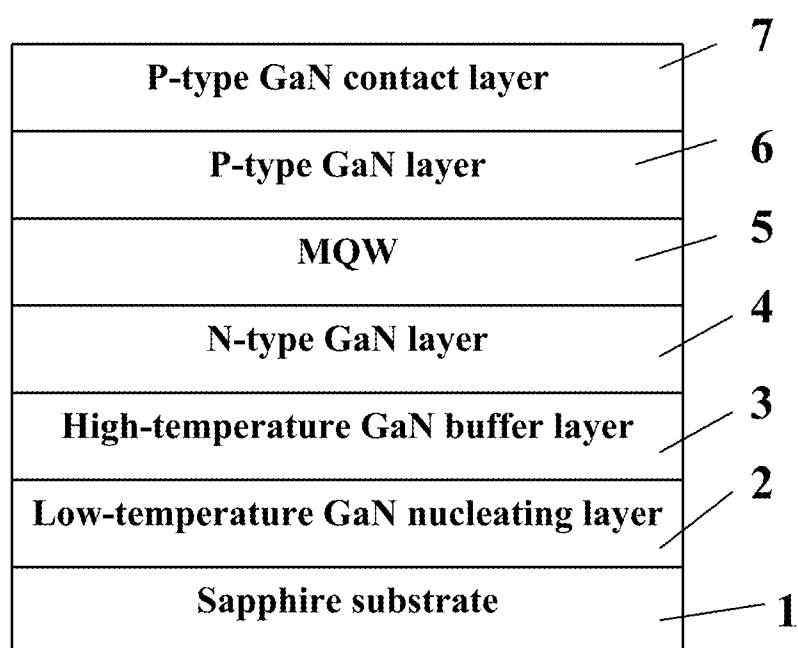 7
P-type GaN contact layer
6
P-type GaN layer
5
MQW
4
N-type GaN layer
3
High-temperature GaN buffer layer
2
Low-temperature GaN nucleating layer
Sapphire substrate
1